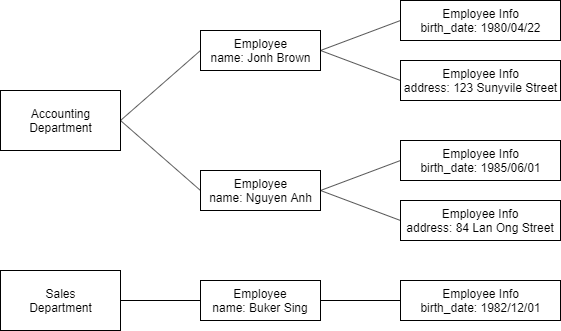 Employee Info
birth_date: 1980/04/22
Employee
name: Jonh Brown
Employee Info
address: 123 Sunyvile Street
Accounting
Department
Employee Info
birth_date: 1985/06/01
Employee
name: Nguyen Anh
Employee Info
address: 84 Lan Ong Street
Sales
Department
Employee
name: Buker Sing
Employee Info
birth_date: 1982/12/01